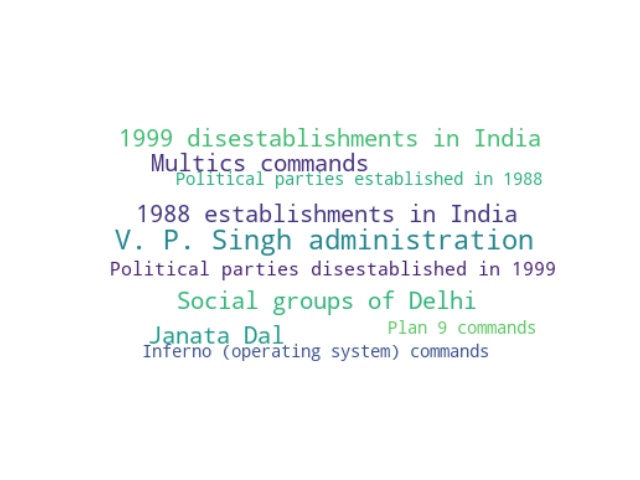 1999 disestablishments in India
Multics commands
Political parties established in 1988
1988 establishments in India
V. P. Singh administration
Political parties disestablished in 1999
Social groups of Delhi
Plan 9 commands
Janata Dal
Inferno (operating system) commands